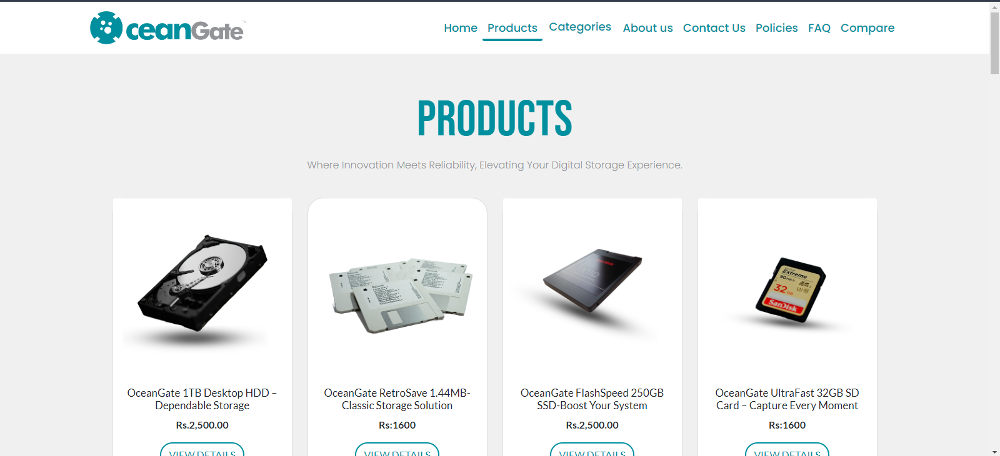 ceanGate
Home Products Categories About us Contact Us Policies FAQ Compare
PRODUCTS
Where Innovation Meets Reliability, Elevating Your Digital Storage Experience.
SanDisk
Extreme
90MB/s
32 GB
SanDisk
OceanGate 1TB Desktop HDD –
Dependable Storage
Rs.2,500.00
VIEW DETAILS
OceanGate RetroSave 1.44MB-
Classic Storage Solution
Rs:1600
VIEW DETAILS
OceanGate FlashSpeed 250GB
SSD-Boost Your System
Rs.2,500.00
VIEW DETAILS
OceanGate UltraFast 32GB SD
Card – Capture Every Moment
Rs:1600
VIEW DETAILS